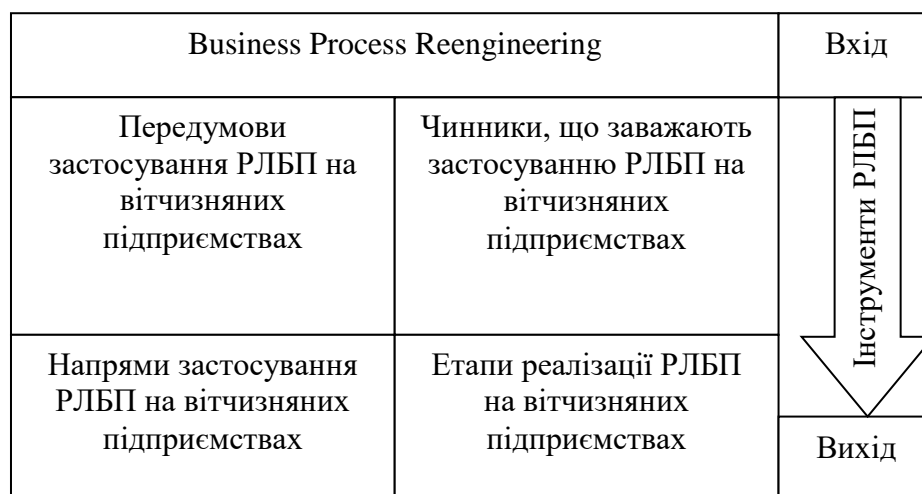 Business Process Reengineering
Вхід
Передумови
застосування РЛБП на
вітчизняних
підприємствах
Чинники, що заважають
застосуванню РЛБП на
вітчизняних
підприємствах
Інструменти РЛБП
Напрями застосування
РЛБП на вітчизняних
підприємствах
Етапи реалізації РЛБП
на вітчизняних
підприємствах
Вихід